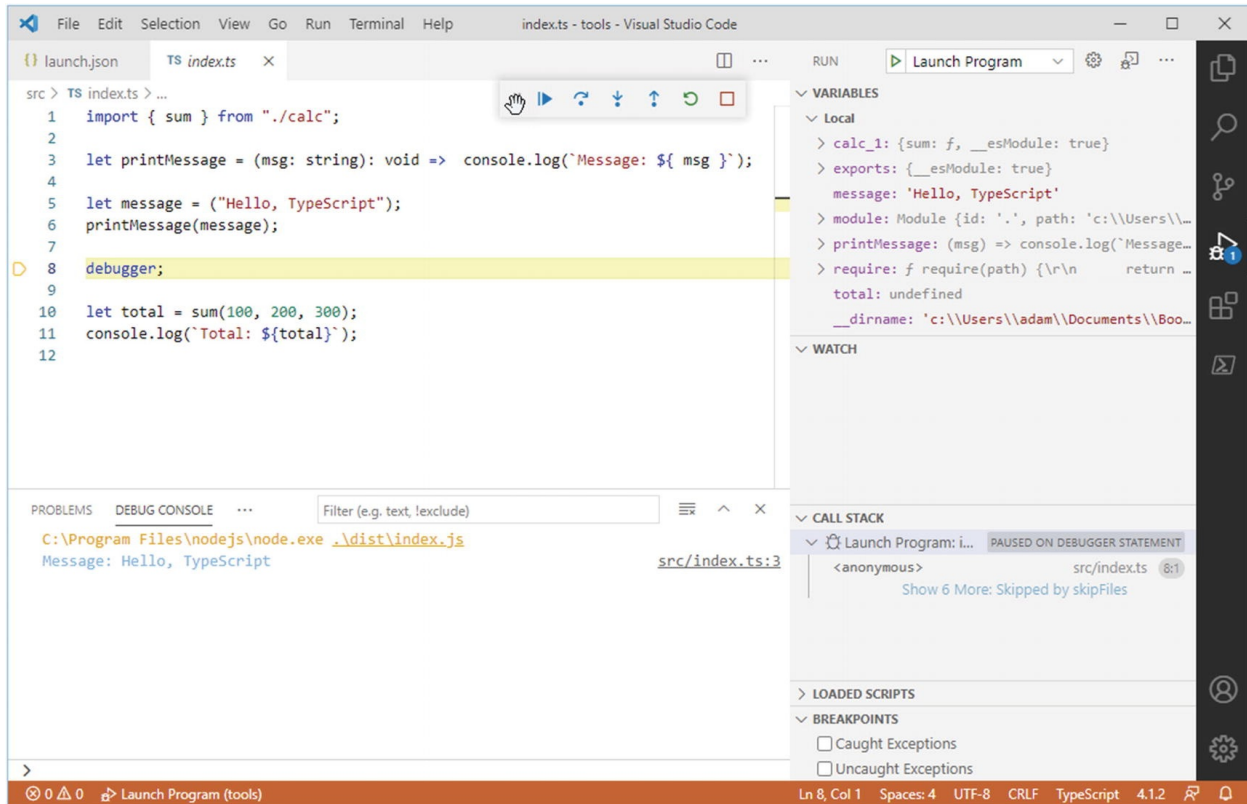 File Edit Selection View Go Run Terminal Help index.ts - tools - Visual Studio Code
{} launch.json TS index.ts ×
src > TS index.ts > ...
1 import { sum } from "./calc";
2
3 let printMessage = (msg: string): void => console.log(`Message: ${ msg }`);
4
5 let message = ("Hello, TypeScript");
6 printMessage(message);
7
8 debugger;
9
10 let total = sum(100, 200, 300);
11 console.log(`Total: ${total}`);
12
PROBLEMS DEBUG CONSOLE ... Filter (e.g. text, !exclude)
C:\Program Files\nodejs\node.exe .\dist\index.js
Message: Hello, TypeScript src/index.ts:3
>
RUN Launch Program ...
VARIABLES
Local
> calc_1: {sum: ƒ, __esModule: true}
> exports: {__esModule: true}
message: 'Hello, TypeScript'
> module: Module {id: '.', path: 'c:\\Users\\…
> printMessage: (msg) => console.log(`Message…
> require: ƒ require(path) {\r\n return …
total: undefined
__dirname: 'c:\\Users\\adam\\Documents\\Boo…
WATCH
CALL STACK
Launch Program: i... PAUSED ON DEBUGGER STATEMENT
<anonymous> src/index.ts 8:1
Show 6 More: Skipped by skipFiles
> LOADED SCRIPTS
BREAKPOINTS
Caught Exceptions
Uncaught Exceptions
1
0 0 Launch Program (tools) Ln 8, Col 1 Spaces: 4 UTF-8 CRLF TypeScript 4.1.2